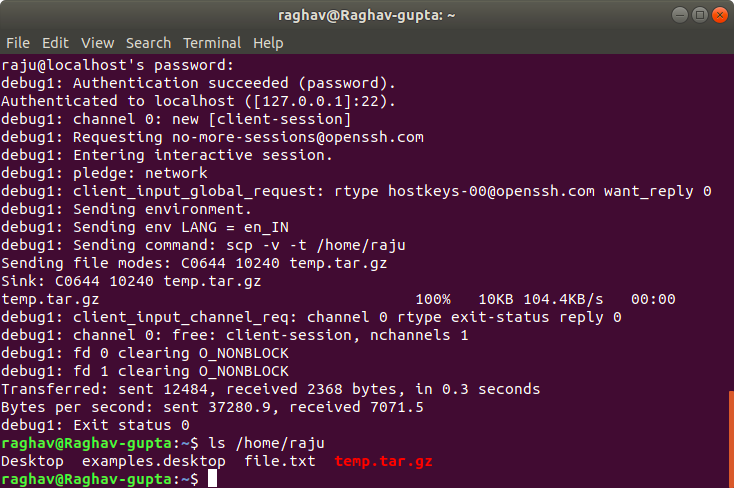 raghav@Raghav-gupta: ~
File Edit View Search Terminal Help
raju@localhost's password:
debug1: Authentication succeeded (password).
Authenticated to localhost ([127.0.0.1]:22).
debug1: channel 0: new [client-session]
debug1: Requesting no-more-sessions@openssh.com
debug1: Entering interactive session.
debug1: pledge: network
debug1: client_input_global_request: rtype hostkeys-00@openssh.com want_reply 0
debug1: Sending environment.
debug1: Sending env LANG = en_IN
debug1: Sending command: scp -v -t /home/raju
Sending file modes: C0644 10240 temp.tar.gz
Sink: C0644 10240 temp.tar.gz
temp.tar.gz 100% 10KB 104.4KB/s 00:00
debug1: client_input_channel_req: channel 0 rtype exit-status reply 0
debug1: channel 0: free: client-session, nchannels 1
debug1: fd 0 clearing O_NONBLOCK
debug1: fd 1 clearing O_NONBLOCK
Transferred: sent 12484, received 2368 bytes, in 0.3 seconds
Bytes per second: sent 37280.9, received 7071.5
debug1: Exit status 0
raghav@Raghav-gupta:~$ ls /home/raju
Desktop examples.desktop file.txt temp.tar.gz
raghav@Raghav-gupta:~$